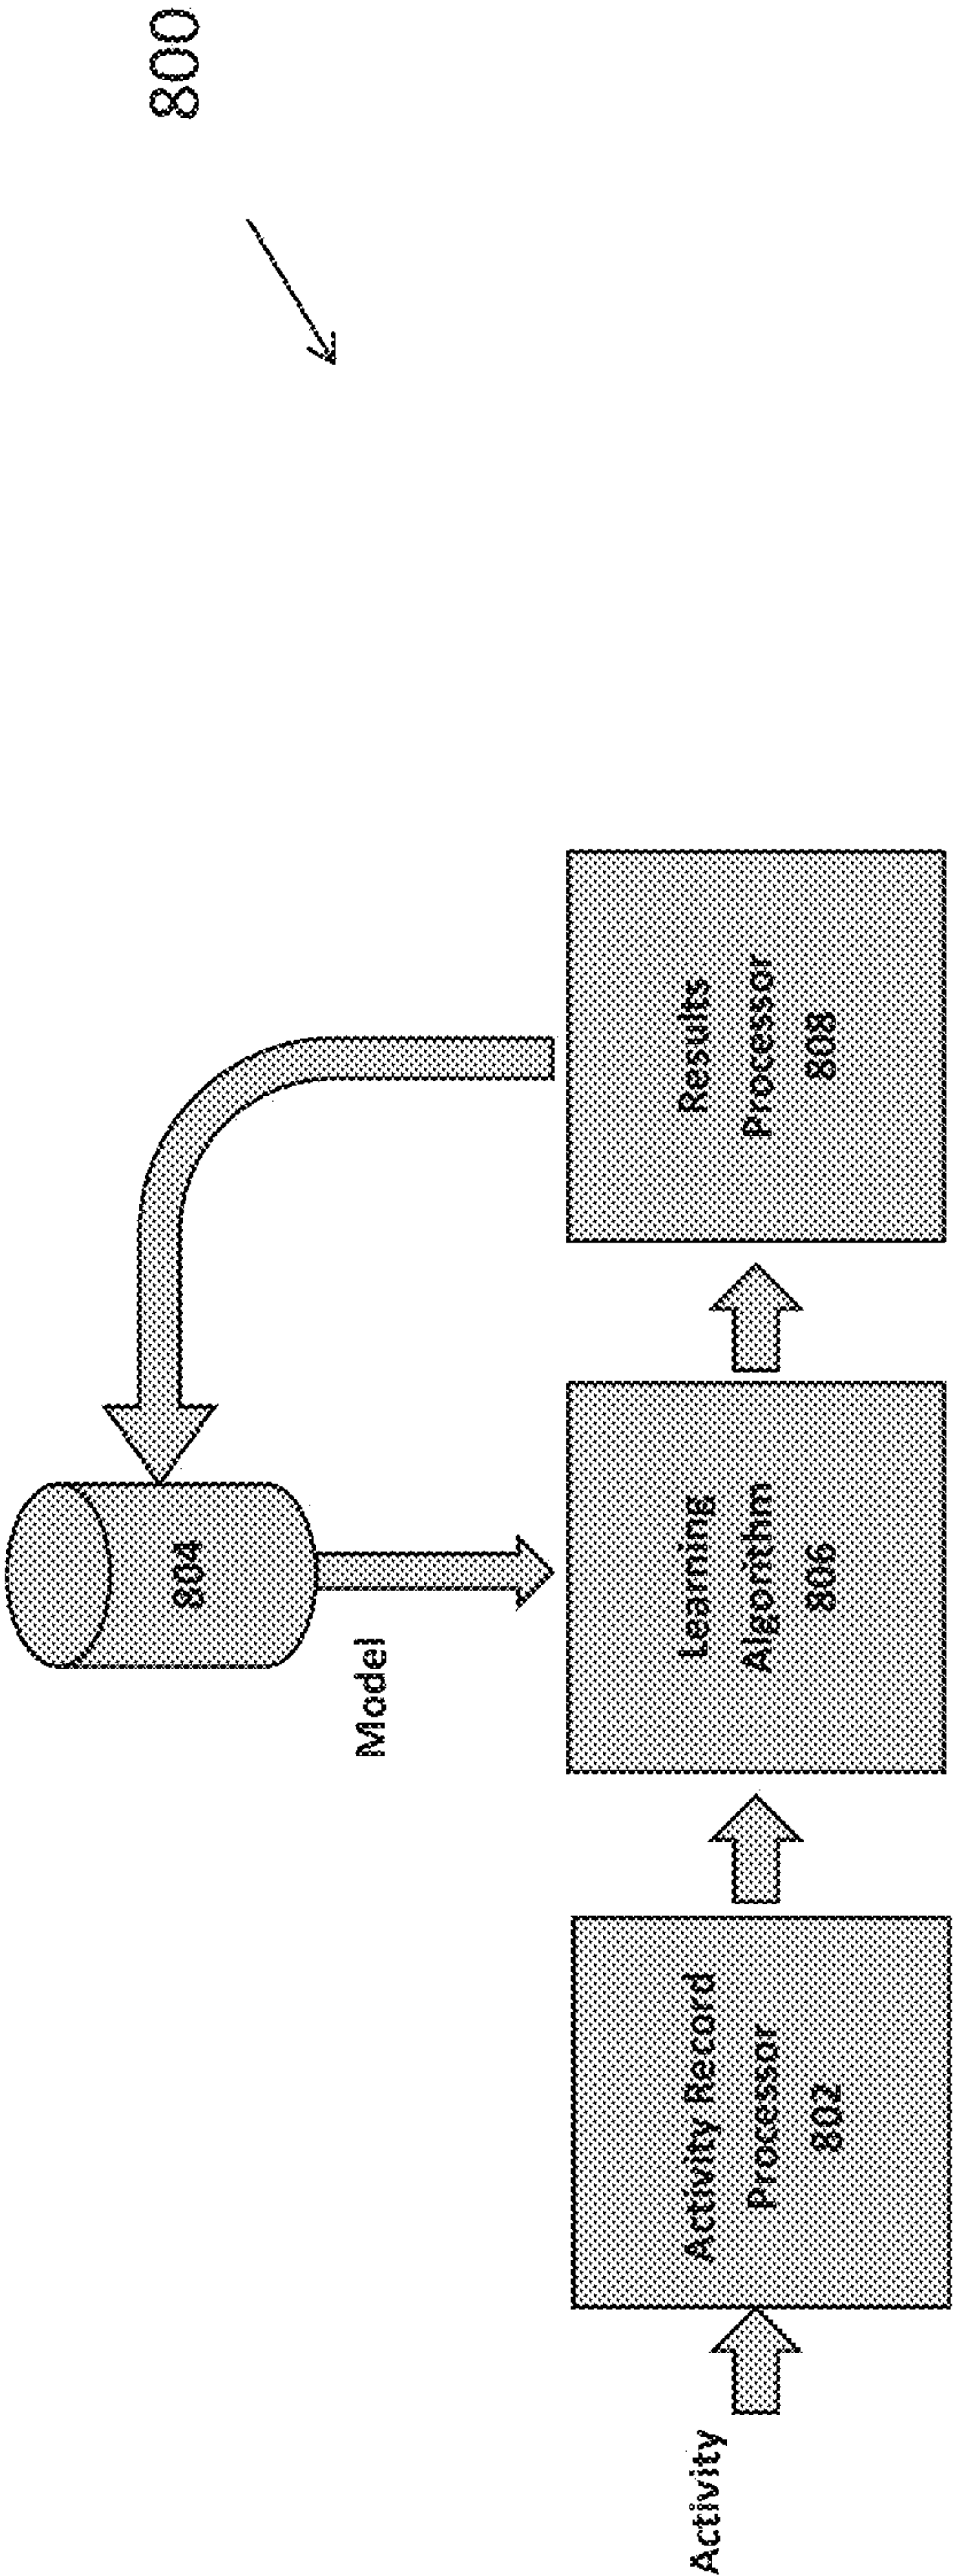 800
804
Model
Activity
Activity Record
Processor
802
Learning
Algorithm
806
Results
Processor
808